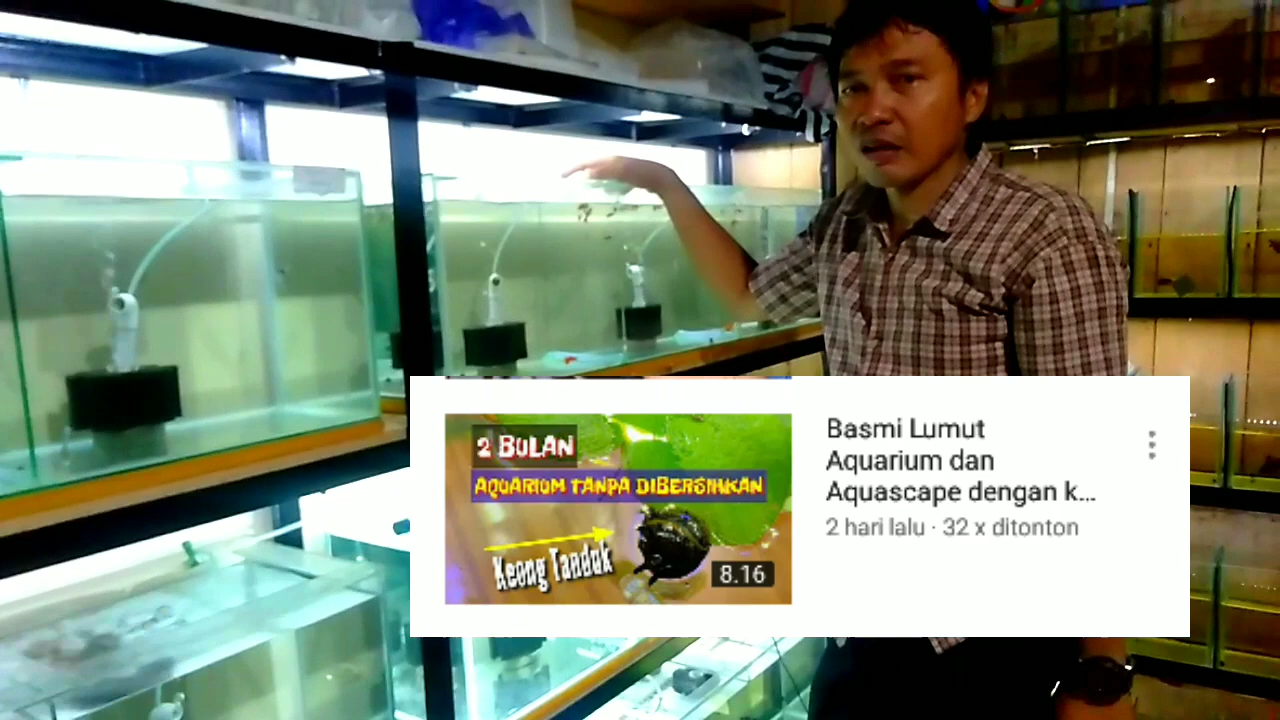 2 BULAN
AQUARIUM TANPA DIBERSIHKAN
Keong Tanduk
8.16
Basmi Lumut
Aquarium dan
Aquascape dengan k...
2 hari lalu · 32 x ditonton